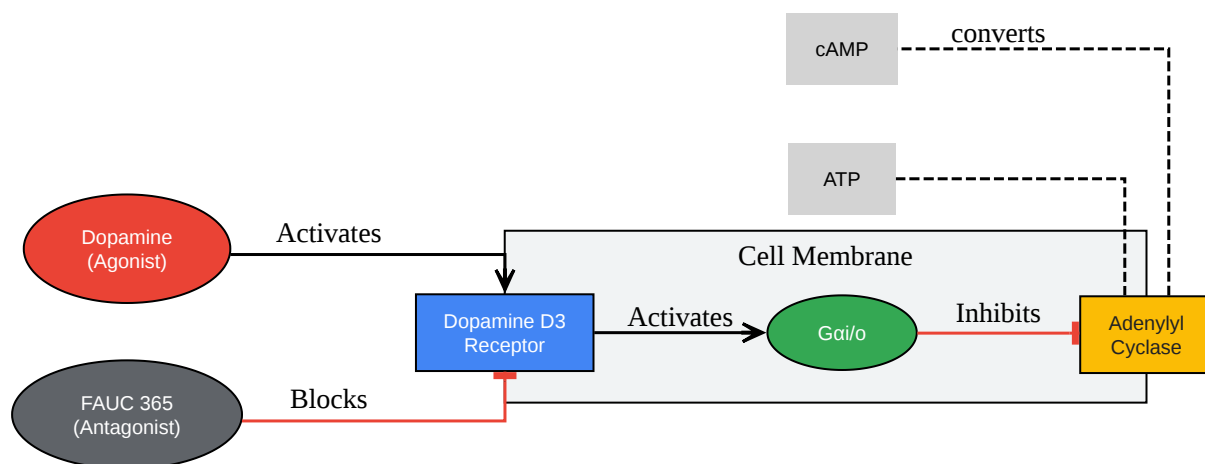 converts
cAMP
ATP
Dopamine
(Agonist)
Activates
Cell Membrane
Dopamine D3
Receptor
Activates
Gαi/o
Inhibits
Adenylyl
Cyclase
FAUC 365
(Antagonist)
Blocks